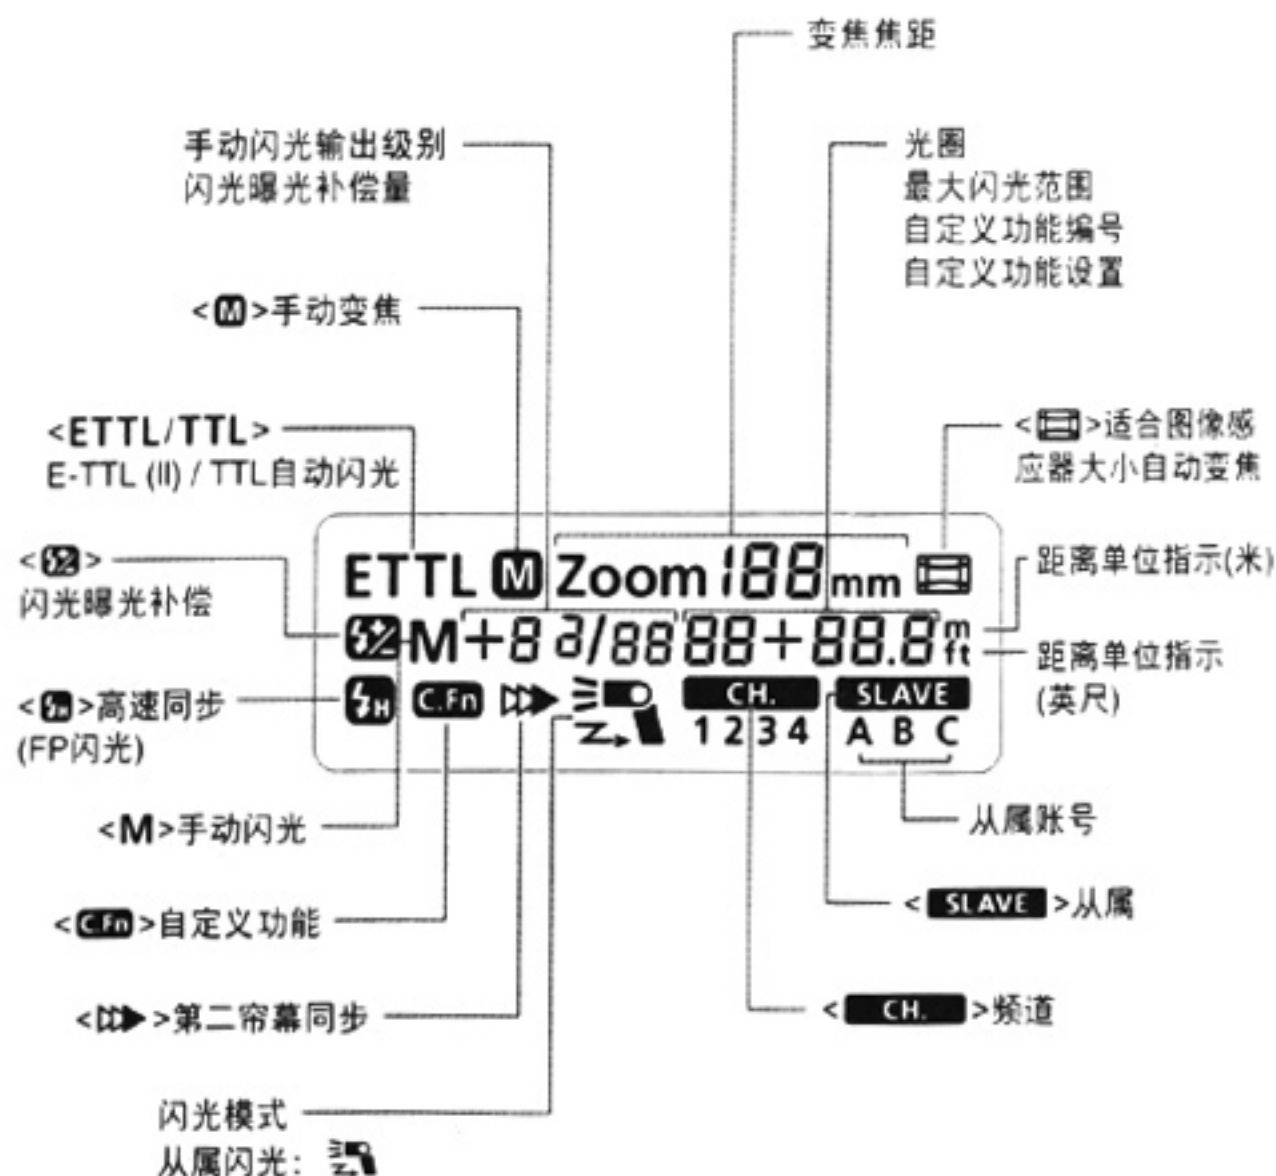 变焦焦距
手动闪光输出级别
闪光曝光补偿量
光圈
最大闪光范围
自定义功能编号
自定义功能设置
<M>手动变焦
<ETTL/TTL>
E-TTL (II) / TTL自动闪光
<>适合图像感
应器大小自动变焦
<>
闪光曝光补偿
ETTL M Zoom188mm
距离单位指示(米)
M+8 a/88 88+88.8 m
ft
距离单位指示
(英尺)
<H>高速同步
(FP闪光)
H C.Fn CH. SLAVE
1 2 3 4 A B C
<M>手动闪光
从属账号
<C.Fn>自定义功能
<SLAVE>从属
<>第二帘幕同步
<CH.>频道
闪光模式
从属闪光: